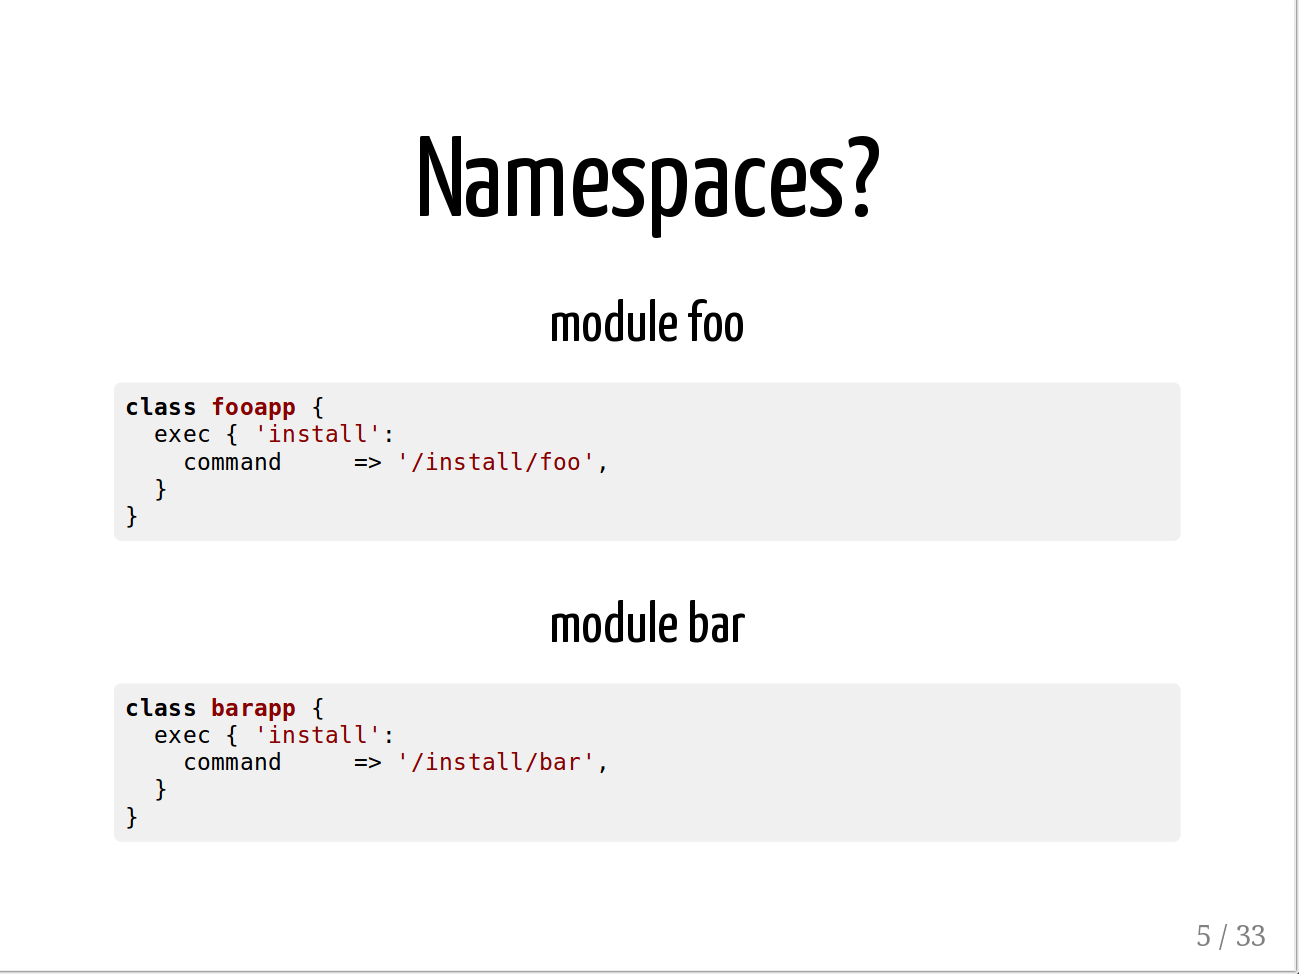 Namespaces?
module foo
class fooapp {
  exec { 'install':
    command     => '/install/foo',
  }
}
module bar
class barapp {
  exec { 'install':
    command     => '/install/bar',
  }
}
5 / 33